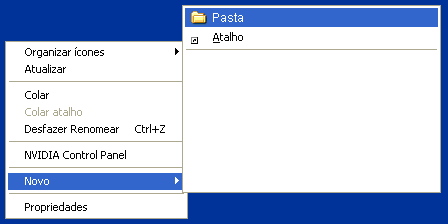 Organizar ícones
Atualizar
Colar
Colar atalho
Desfazer Renomear Ctrl+Z
NVIDIA Control Panel
Novo
Propriedades
Pasta
Atalho